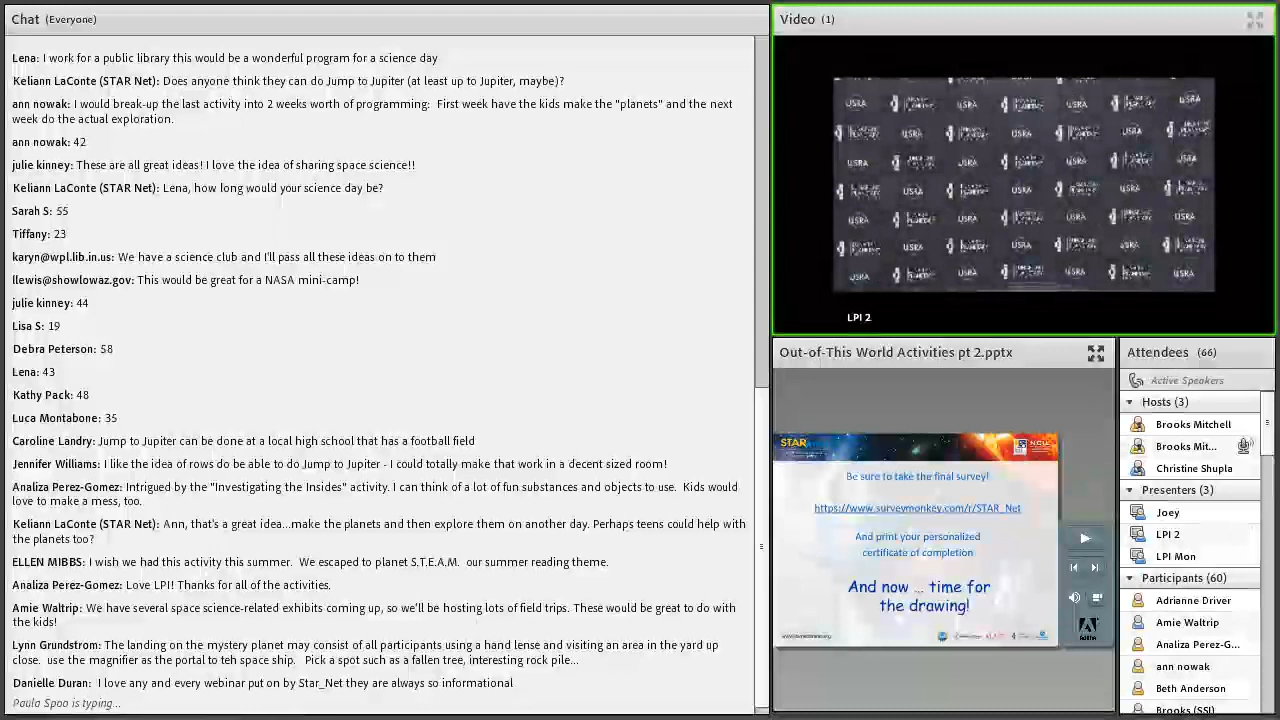 Chat (Everyone)
Lena: I work for a public library this would be a wonderful program for a science day
Keliann LaConte (STAR Net): Does anyone think they can do Jump to Jupiter (at least up to Jupiter, maybe)?
ann nowak: I would break-up the last activity into 2 weeks worth of programming: First week have the kids make the "planets" and the next
week do the actual exploration.
ann nowak: 42
julie kinney: These are all great ideas! I love the idea of sharing space science!!
Keliann LaConte (STAR Net): Lena, how long would your science day be?
Sarah S: 55
Tiffany: 23
karyn@wpl.lib.in.us: We have a science club and I'll pass all these ideas on to them
llewis@showlowaz.gov: This would be great for a NASA mini-camp!
julie kinney: 44
Lisa S: 19
Debra Peterson: 58
Lena: 43
Kathy Pack: 48
Luca Montabone: 35
Caroline Landry: Jump to Jupiter can be done at a local high school that has a football field
Jennifer Williams: I like the idea of rows do be able to do Jump to Jupiter - I could totally make that work in a decent sized room!
Analiza Perez-Gomez: Intrigued by the "Investigating the Insides" activity. I can think of a lot of fun substances and objects to use. Kids would
love to make a mess, too.
Keliann LaConte (STAR Net): Ann, that's a great idea...make the planets and then explore them on another day. Perhaps teens could help with
the planets too?
ELLEN MIBBS: I wish we had this activity this summer. We escaped to planet S.T.E.A.M. our summer reading theme.
Analiza Perez-Gomez: Love LPI! Thanks for all of the activities.
Amie Waltrip: We have several space science-related exhibits coming up, so we'll be hosting lots of field trips. These would be great to do with
the kids!
Lynn Grundstrom: The landing on the mystery planet may consist of all participants using a hand lense and visiting an area in the yard up
close. use the magnifier as the portal to teh space ship. Pick a spot such as a fallen tree, interesting rock pile...
Danielle Duran: I love any and every webinar put on by Star_Net they are always so informational
Paula Spoo is typing...
Video (1)
USRA
LPI 2
Out-of-This World Activities pt 2.pptx
STAR
Be sure to take the final survey!
https://www.surveymonkey.com/r/STAR_Net
And print your personalized
certificate of completion
And now ... time for
the drawing!
Attendees (66)
Active Speakers
Hosts (3)
Brooks Mitchell
Brooks Mit...
Christine Shupla
Presenters (3)
Joey
LPI 2
LPI Mon
Participants (60)
Adrianne Driver
Amie Waltrip
Analiza Perez-G...
ann nowak
Beth Anderson
Brooks (SSI)